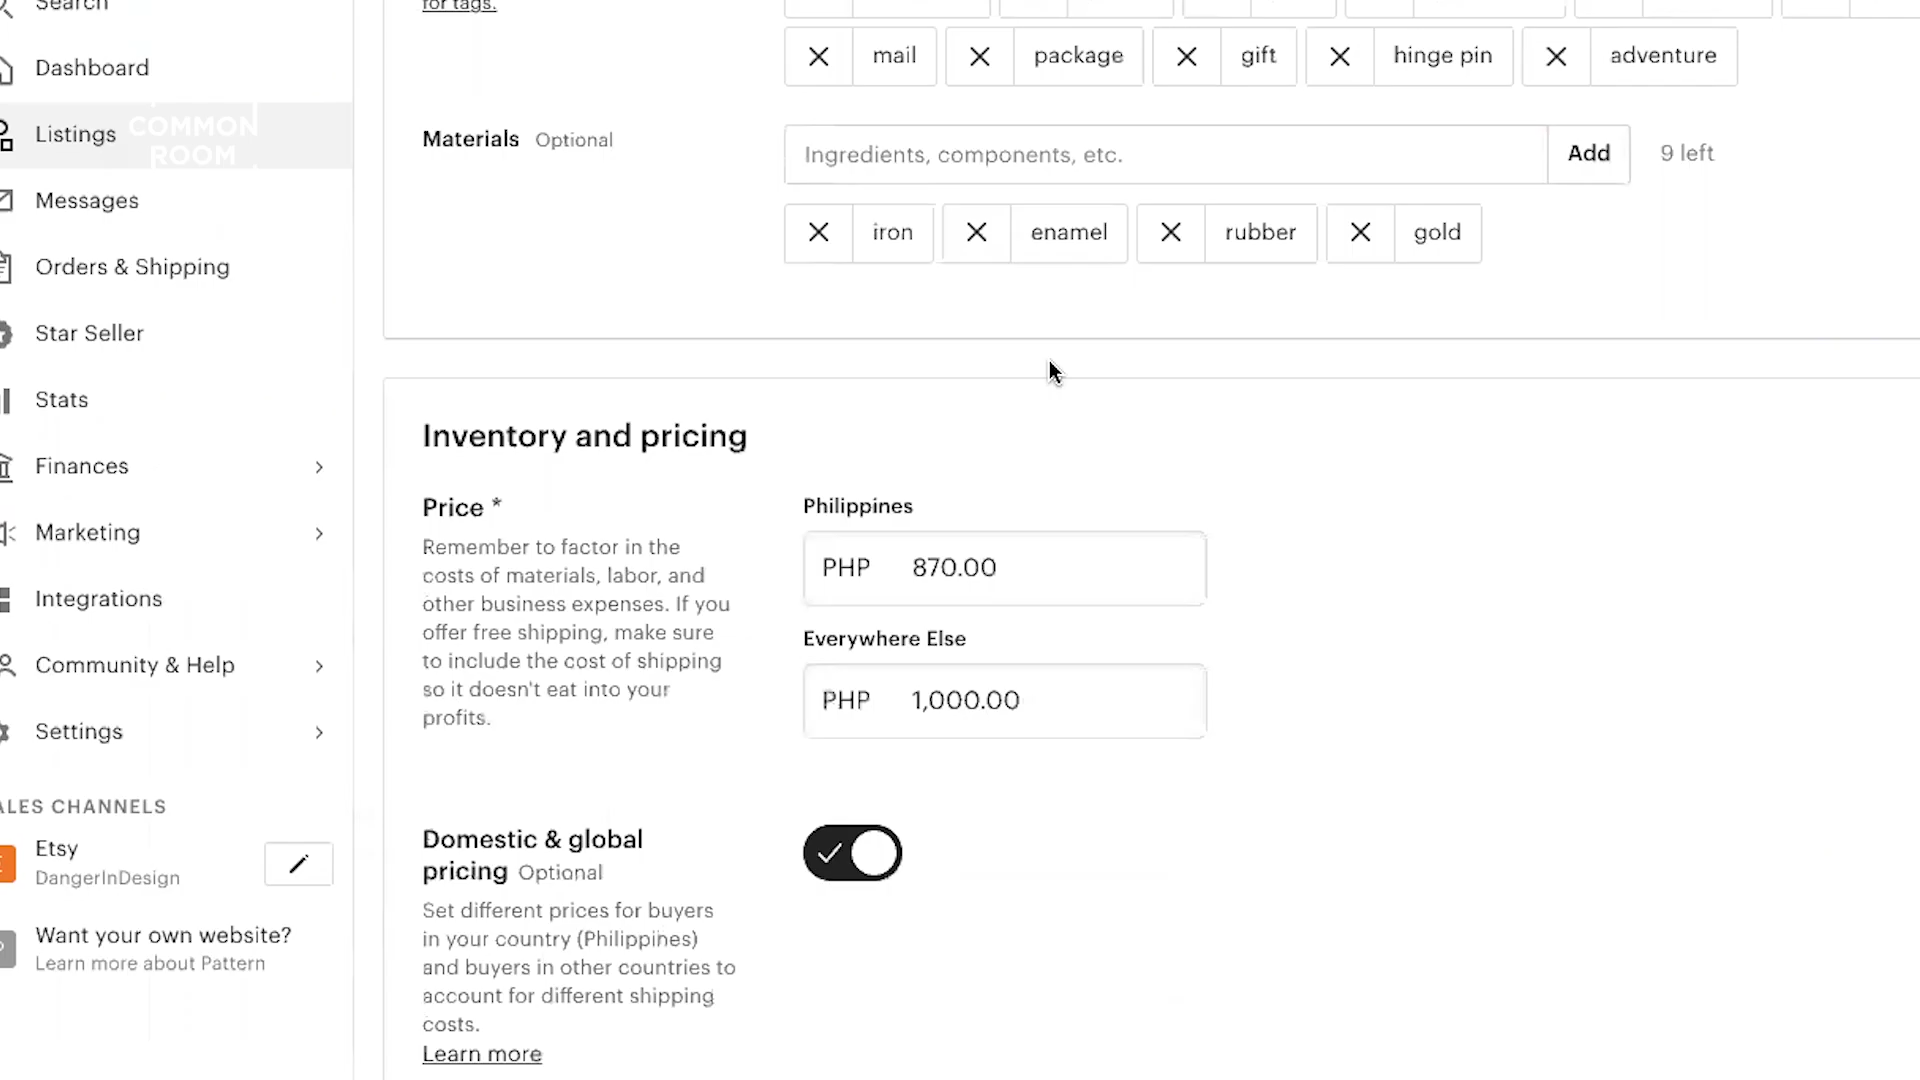 Search
for tags.
mail
package
gift
hinge pin
adventure
Dashboard
Listings
COMMON
ROOM
Materials Optional
Ingredients, components, etc.
Add
9 left
Messages
iron
enamel
rubber
gold
Orders & Shipping
Star Seller
Stats
Inventory and pricing
Finances
Price *
Philippines
Marketing
Remember to factor in the
costs of materials, labor, and
other business expenses. If you
offer free shipping, make sure
to include the cost of shipping
so it doesn't eat into your
profits.
PHP 870.00
Integrations
Everywhere Else
Community & Help
PHP 1,000.00
Settings
ALES CHANNELS
Etsy
DangerInDesign
Domestic & global
pricing Optional
Set different prices for buyers
in your country (Philippines)
and buyers in other countries to
account for different shipping
costs.
Learn more
Want your own website?
Learn more about Pattern